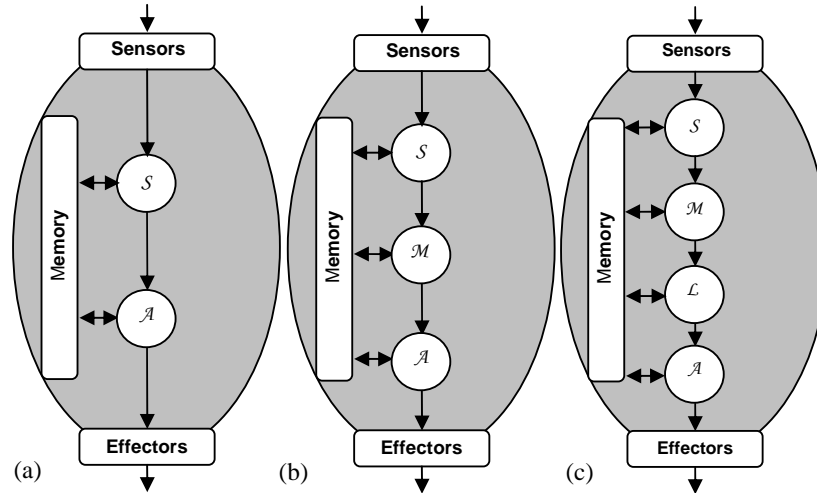 Sensors
S
Memory
A
Effectors
(a)
Sensors
S
Memory
M
A
Effectors
(b)
Sensors
S
Memory
M
L
A
Effectors
(c)